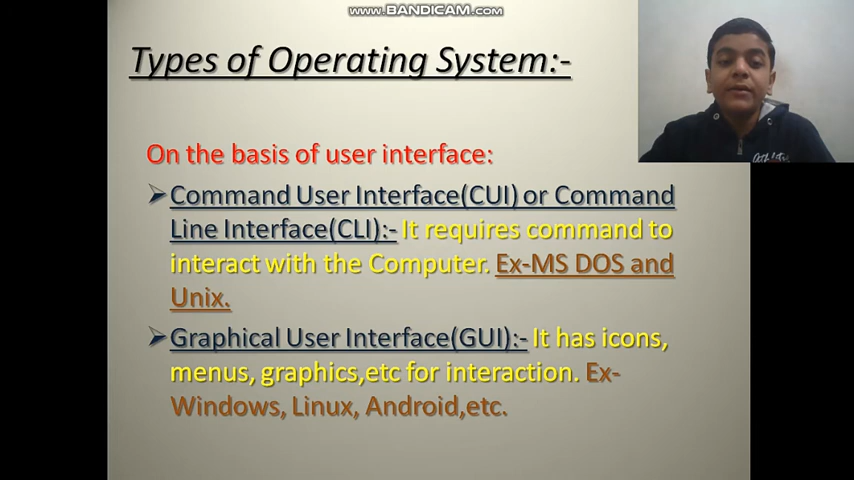 www.BANDICAM.com
Types of Operating System:-
On the basis of user interface:
➢Command User Interface(CUI) or Command
Line Interface(CLI):- It requires command to
interact with the Computer. Ex-MS DOS and
Unix.
➢Graphical User Interface(GUI):- It has icons,
menus, graphics,etc for interaction. Ex-
Windows, Linux, Android,etc.